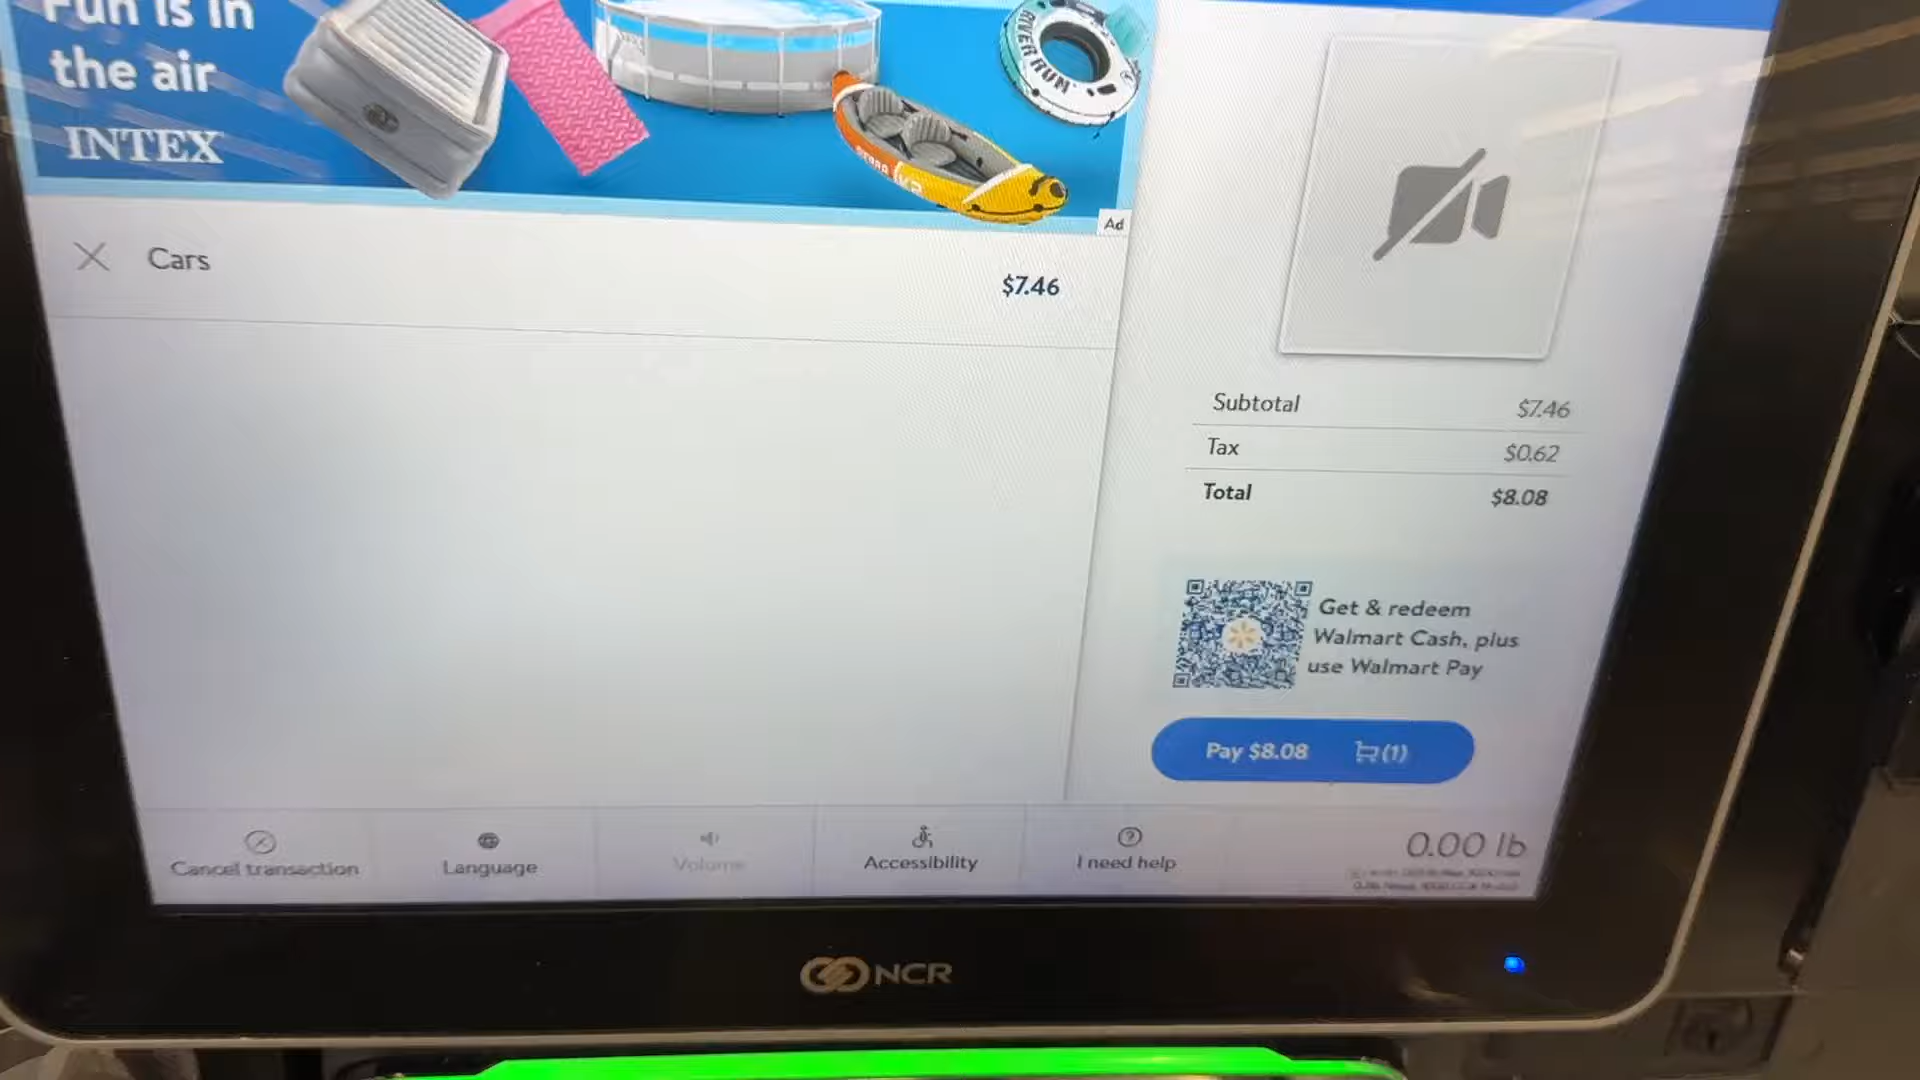 Fun is in
the air
INTEX
RIVER RUN
SIERRA K2
Ad
Cars
$7.46
Subtotal $7.46
Tax $0.62
Total $8.08
Get & redeem
Walmart Cash, plus
use Walmart Pay
Pay $8.08 (1)
Cancel transaction
Language
Volume
Accessibility
I need help
0.00 lb
NCR